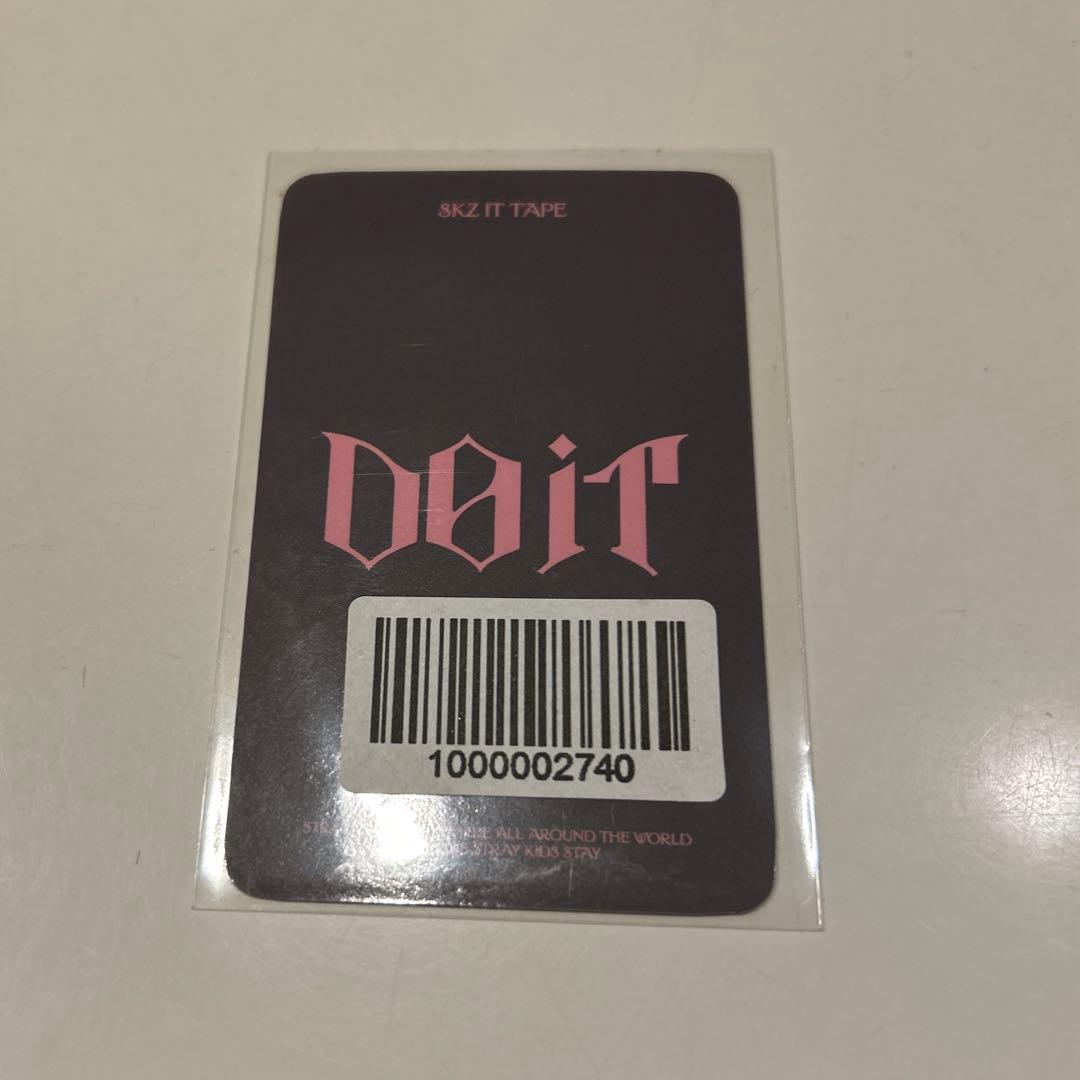 SKZ IT TAPE
DO iT
1000002740
ALL AROUND THE WORLD
STRAY KIDS STAY